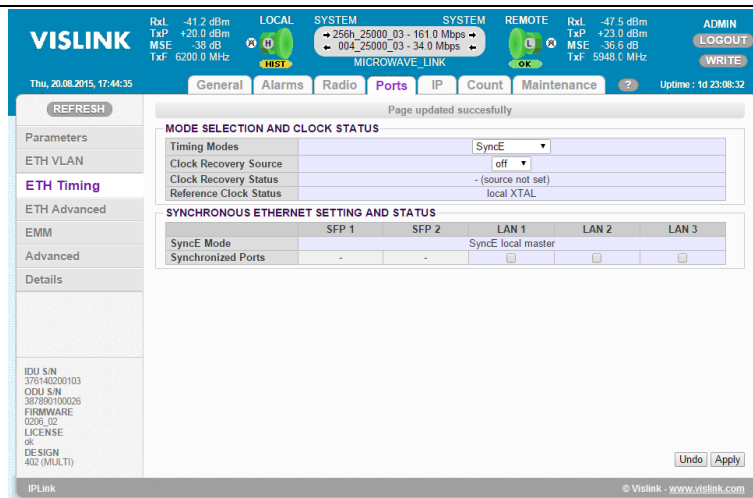 VISLINK
RxL -41.2 dBm
TxP +20.0 dBm
MSE -38 dB
TxF 6200.0 MHz
LOCAL
HIST
SYSTEM SYSTEM
256h_25000_03 - 161.0 Mbps
004_25000_03 - 34.0 Mbps
MICROWAVE_LINK
REMOTE
OK
RxL -47.5 dBm
TxP +23.0 dBm
MSE -36.6 dB
TxF 5948.0 MHz
ADMIN
LOGOUT
WRITE
Thu, 20.08.2015, 17:44:35
General Alarms Radio Ports IP Count Maintenance ?
Uptime : 1d 23:08:32
REFRESH
Parameters
ETH VLAN
ETH Timing
ETH Advanced
EMM
Advanced
Details
IDU S/N
376140200103
ODU S/N
387890100026
FIRMWARE
0206_02
LICENSE
ok
DESIGN
402 (MULTI)
Page updated succesfully
MODE SELECTION AND CLOCK STATUS
Timing Modes SyncE
Clock Recovery Source off
Clock Recovery Status - (source not set)
Reference Clock Status local XTAL
SYNCHRONOUS ETHERNET SETTING AND STATUS
SFP 1 SFP 2 LAN 1 LAN 2 LAN 3
SyncE Mode SyncE local master
Synchronized Ports - -
Undo Apply
IPLink
© Vislink - www.vislink.com